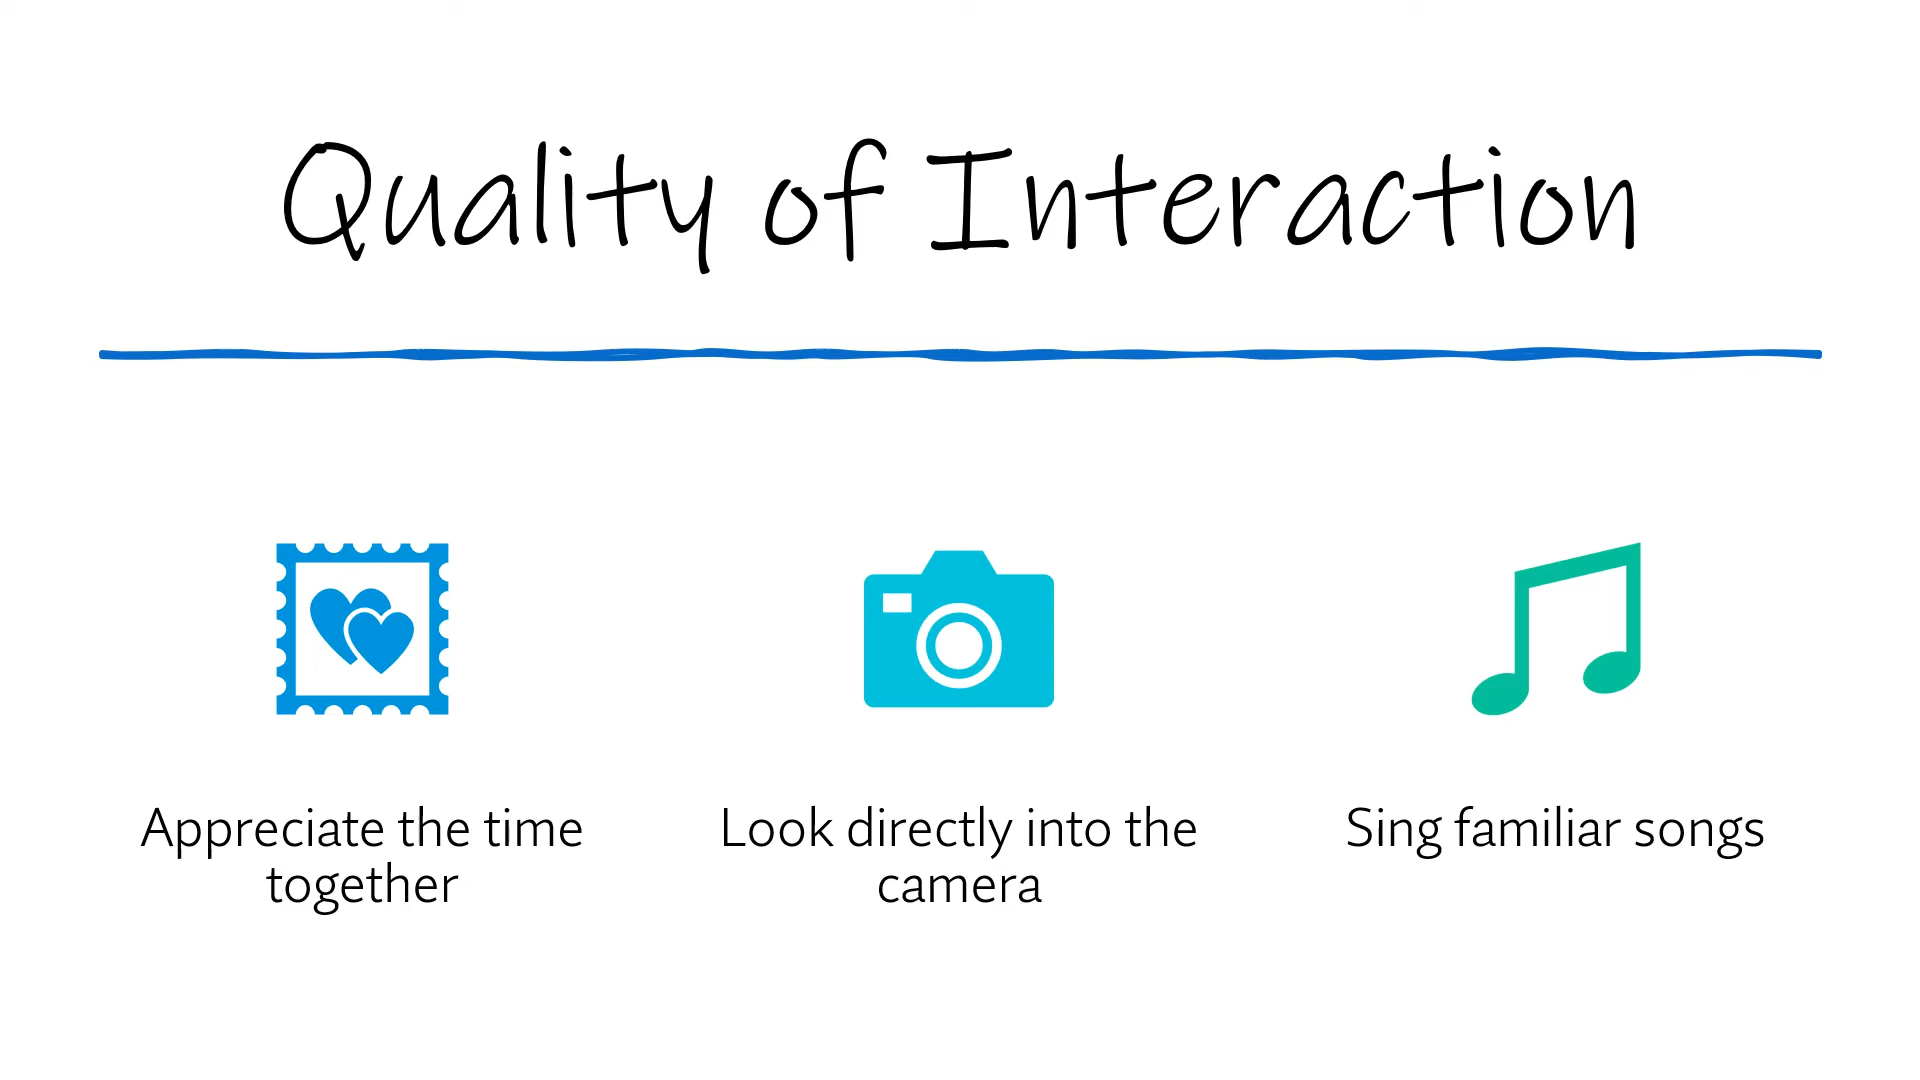 Quality of Interaction
Appreciate the time
together
Look directly into the
camera
Sing familiar songs